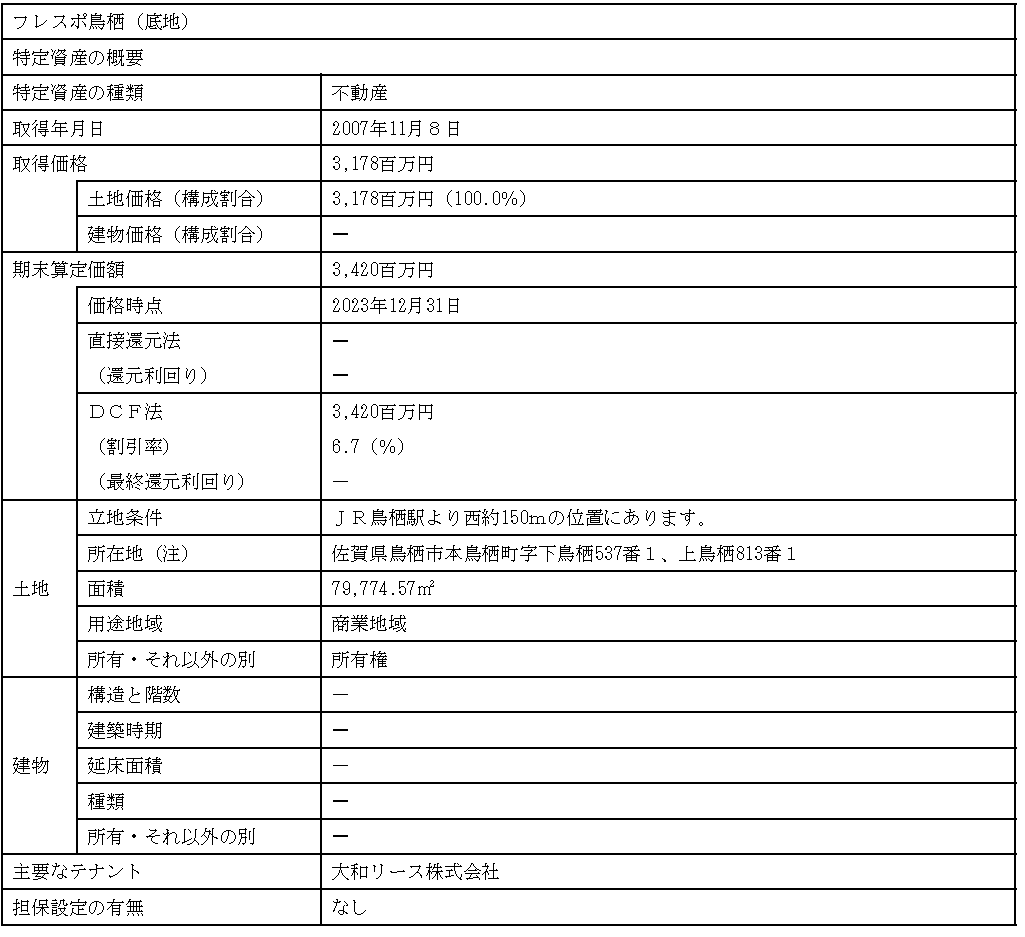 フレスポ鳥栖（底地）
特定資産の概要
特定資産の種類 不動産
取得年月日 2007年11月８日
取得価格 3,178百万円
土地価格（構成割合） 3,178百万円（100.0%）
建物価格（構成割合） －
期末算定価額 3,420百万円
価格時点 2023年12月31日
直接還元法 －
（還元利回り） －
ＤＣＦ法 3,420百万円
（割引率） 6.7（%）
（最終還元利回り） －
土地
立地条件 ＪＲ鳥栖駅より西約150mの位置にあります。
所在地（注） 佐賀県鳥栖市本鳥栖町字下鳥栖537番１、上鳥栖813番１
面積 79,774.57㎡
用途地域 商業地域
所有・それ以外の別 所有権
建物
構造と階数 －
建築時期 －
延床面積 －
種類 －
所有・それ以外の別 －
主要なテナント 大和リース株式会社
担保設定の有無 なし